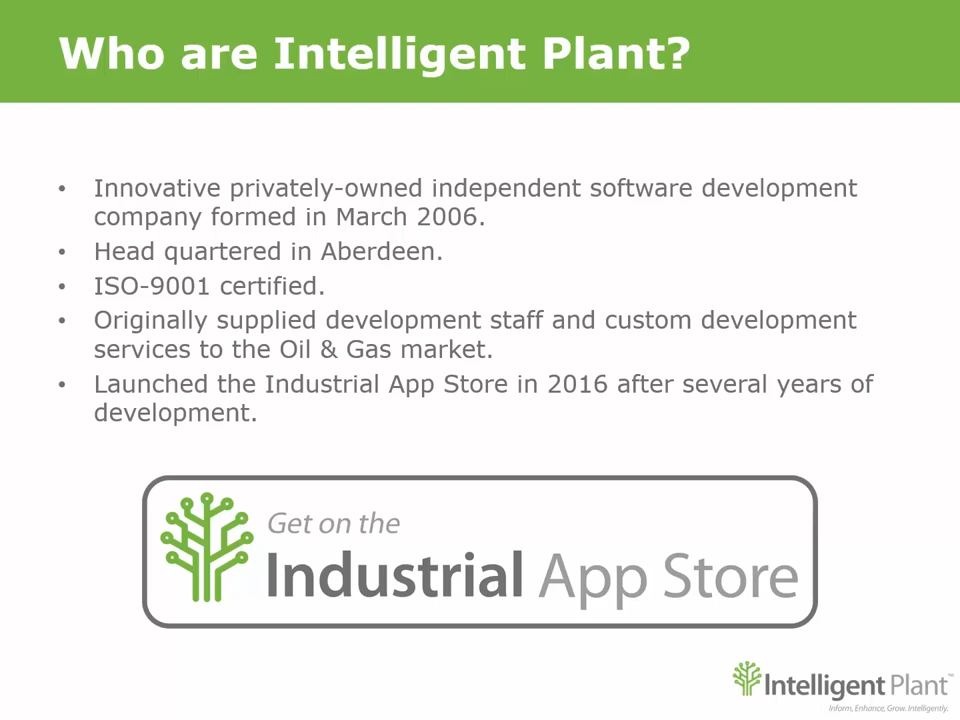 Who are Intelligent Plant?
• Innovative privately-owned independent software development
company formed in March 2006.
• Head quartered in Aberdeen.
• ISO-9001 certified.
• Originally supplied development staff and custom development
services to the Oil & Gas market.
• Launched the Industrial App Store in 2016 after several years of
development.
Get on the
Industrial App Store
Intelligent Plant™
Inform, Enhance, Grow. Intelligently.